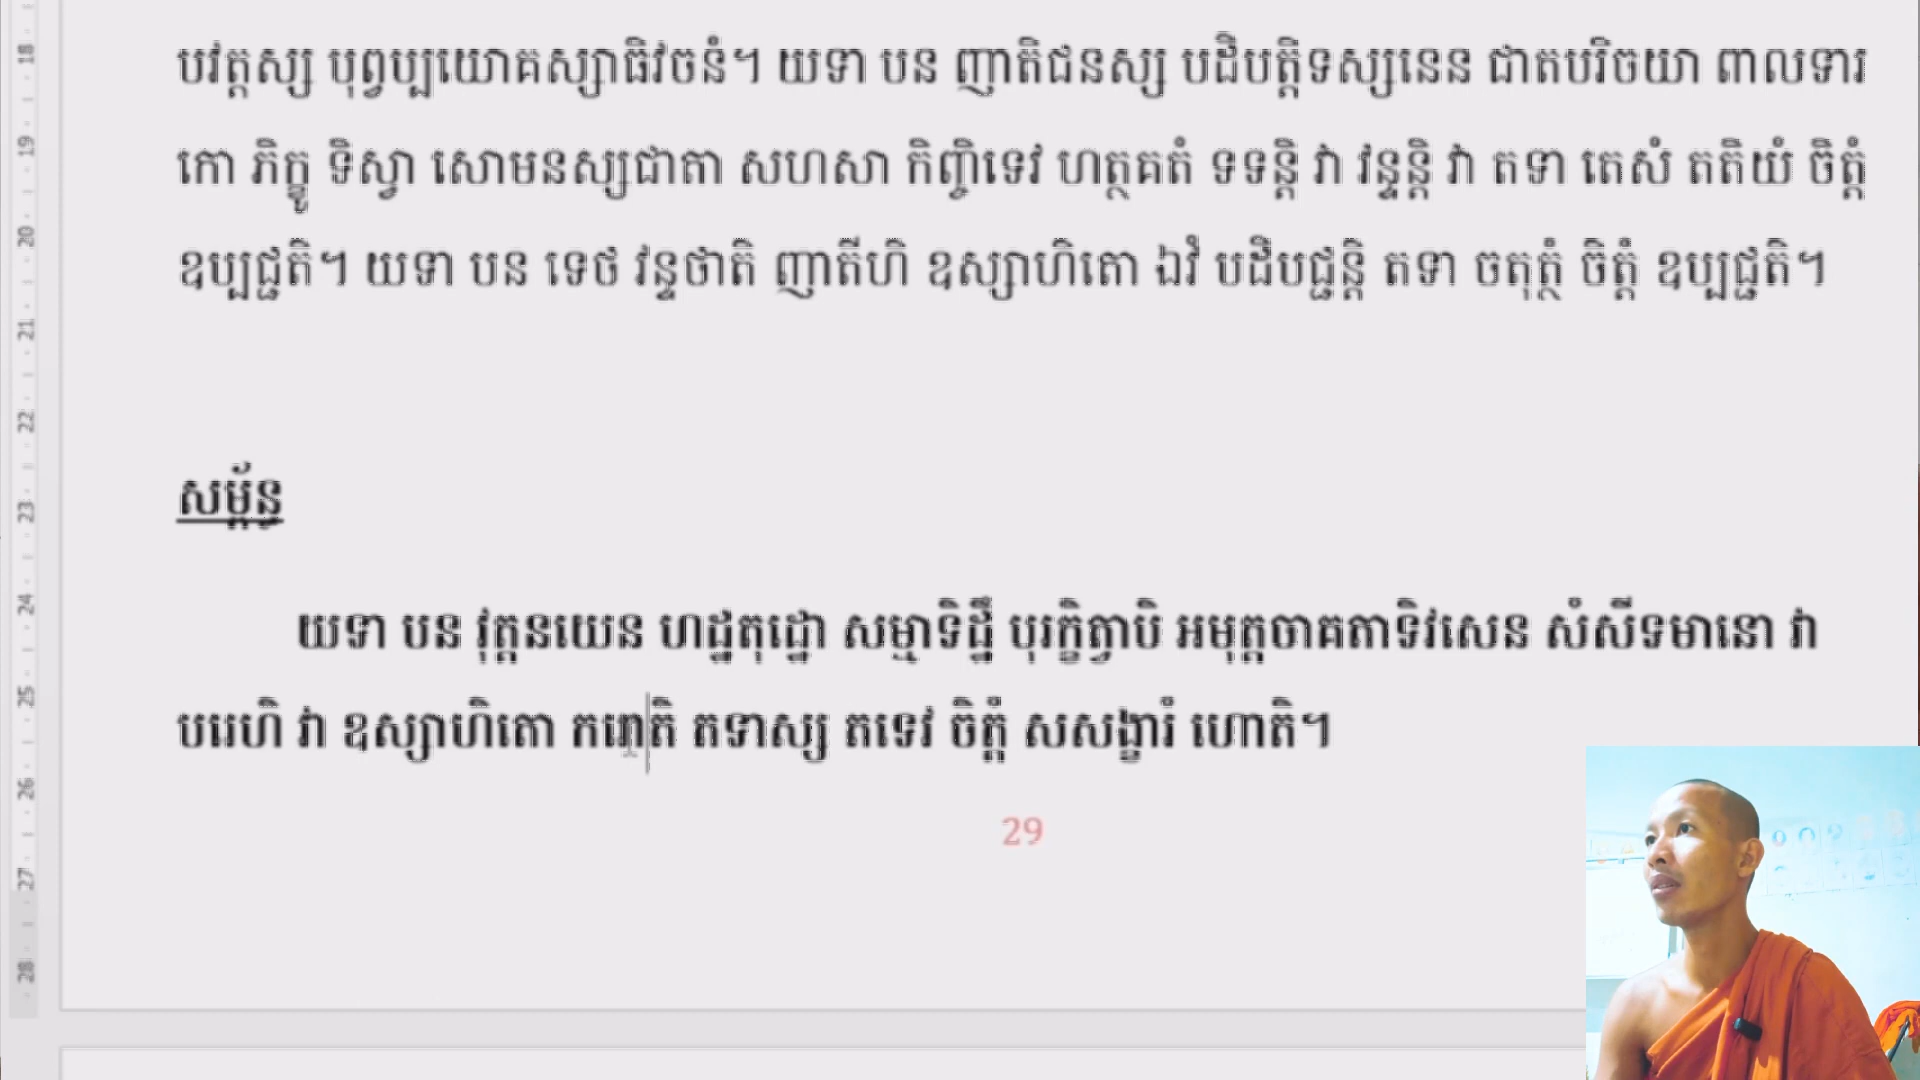 បវត្តស្ស បុព្វប្បយោគស្សាធិវចនំ។ យទា បន ញាតិជនស្ស បដិបត្តិទស្សនេន ជាតបរិចយា ពាលទារ
កោ ភិក្ខូ ទិស្វា សោមនស្សជាតា សហសា កិញ្ចិទេវ ហត្ថគតំ ទទន្តិ វា វន្ទន្តិ វា តទា តេសំ តតិយំ ចិត្តំ
ឧប្បជ្ជតិ។ យទា បន ទេថ វន្ទថាតិ ញាតីហិ ឧស្សាហិតោ ឯវំ បដិបជ្ជន្តិ តទា ចតុត្ថំ ចិត្តំ ឧប្បជ្ជតិ។
សម្ព័ន្ធ
យទា បន វុត្តនយេន ហដ្ឋតុដ្ឋោ សម្មាទិដ្ឋឹ បុរក្ខិត្វាបិ អមុត្តចាគតាទិវសេន សំសីទមានោ វា
បរេហិ វា ឧស្សាហិតោ ករោតិ តទាស្ស តទេវ ចិត្តំ សសង្ខារំ ហោតិ។
29
18
19
20
21
22
23
24
25
26
27
28